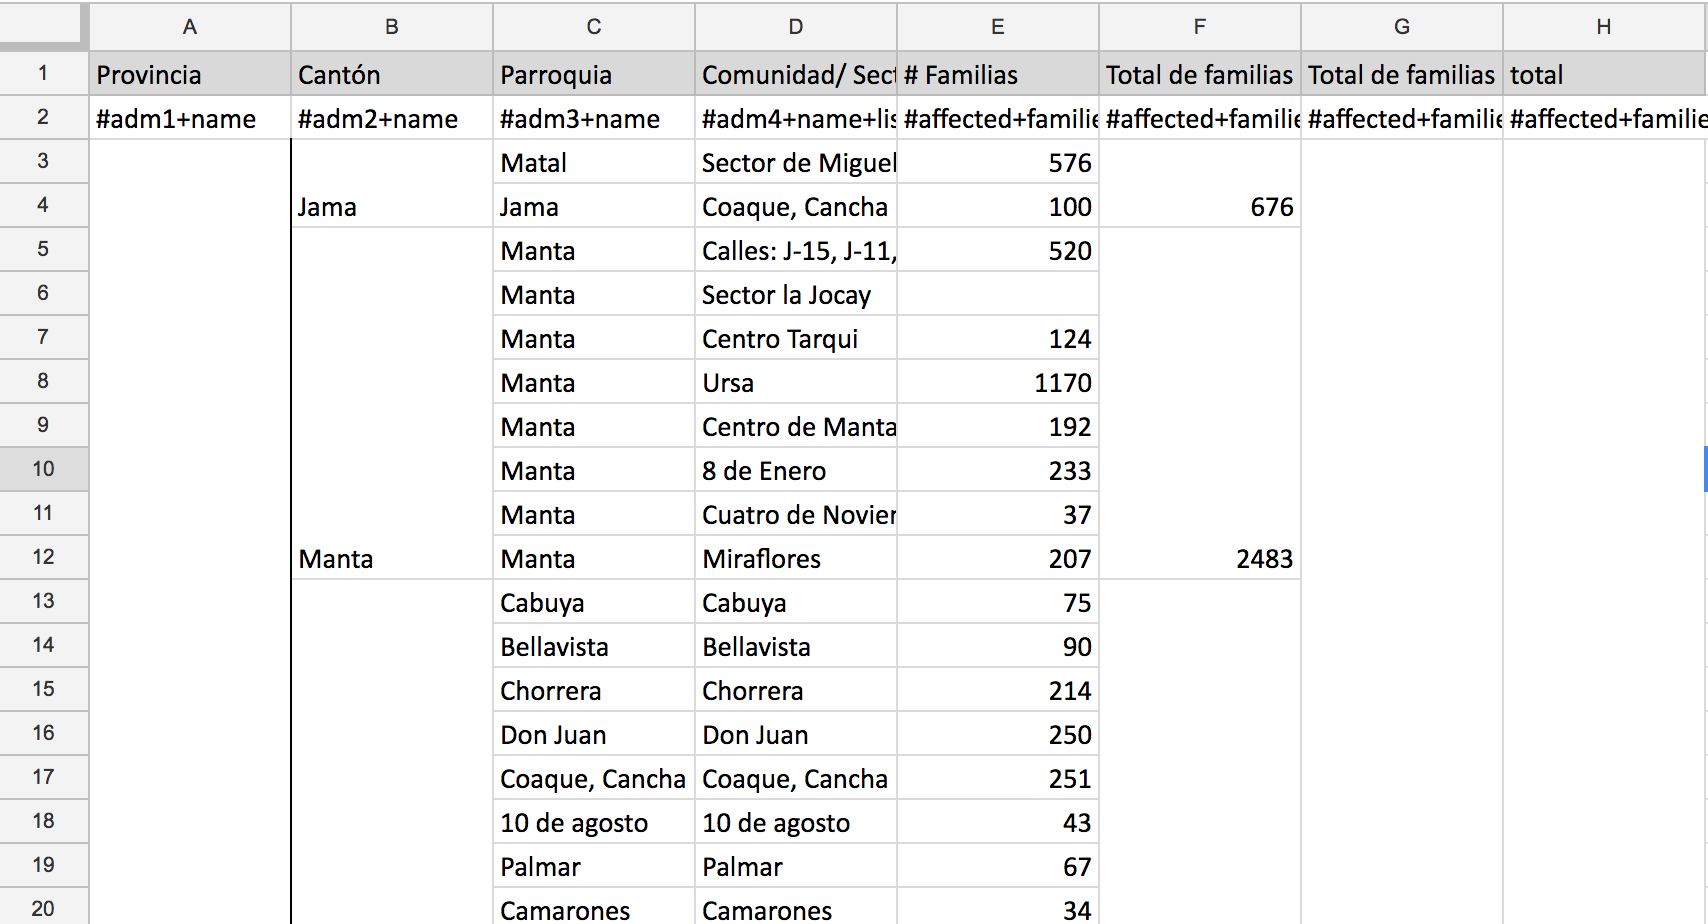 A B C D E F G H
1 Provincia Cantón Parroquia Comunidad/ Sect # Familias Total de familias Total de familias total
2 #adm1+name #adm2+name #adm3+name #adm4+name+lis #affected+familie #affected+familie #affected+familie #affected+familie
3 Matal Sector de Miguel 576
4 Jama Jama Coaque, Cancha 100 676
5 Manta Calles: J-15, J-11, 520
6 Manta Sector la Jocay
7 Manta Centro Tarqui 124
8 Manta Ursa 1170
9 Manta Centro de Manta 192
10 Manta 8 de Enero 233
11 Manta Cuatro de Novier 37
12 Manta Manta Miraflores 207 2483
13 Cabuya Cabuya 75
14 Bellavista Bellavista 90
15 Chorrera Chorrera 214
16 Don Juan Don Juan 250
17 Coaque, Cancha Coaque, Cancha 251
18 10 de agosto 10 de agosto 43
19 Palmar Palmar 67
20 Camarones Camarones 34